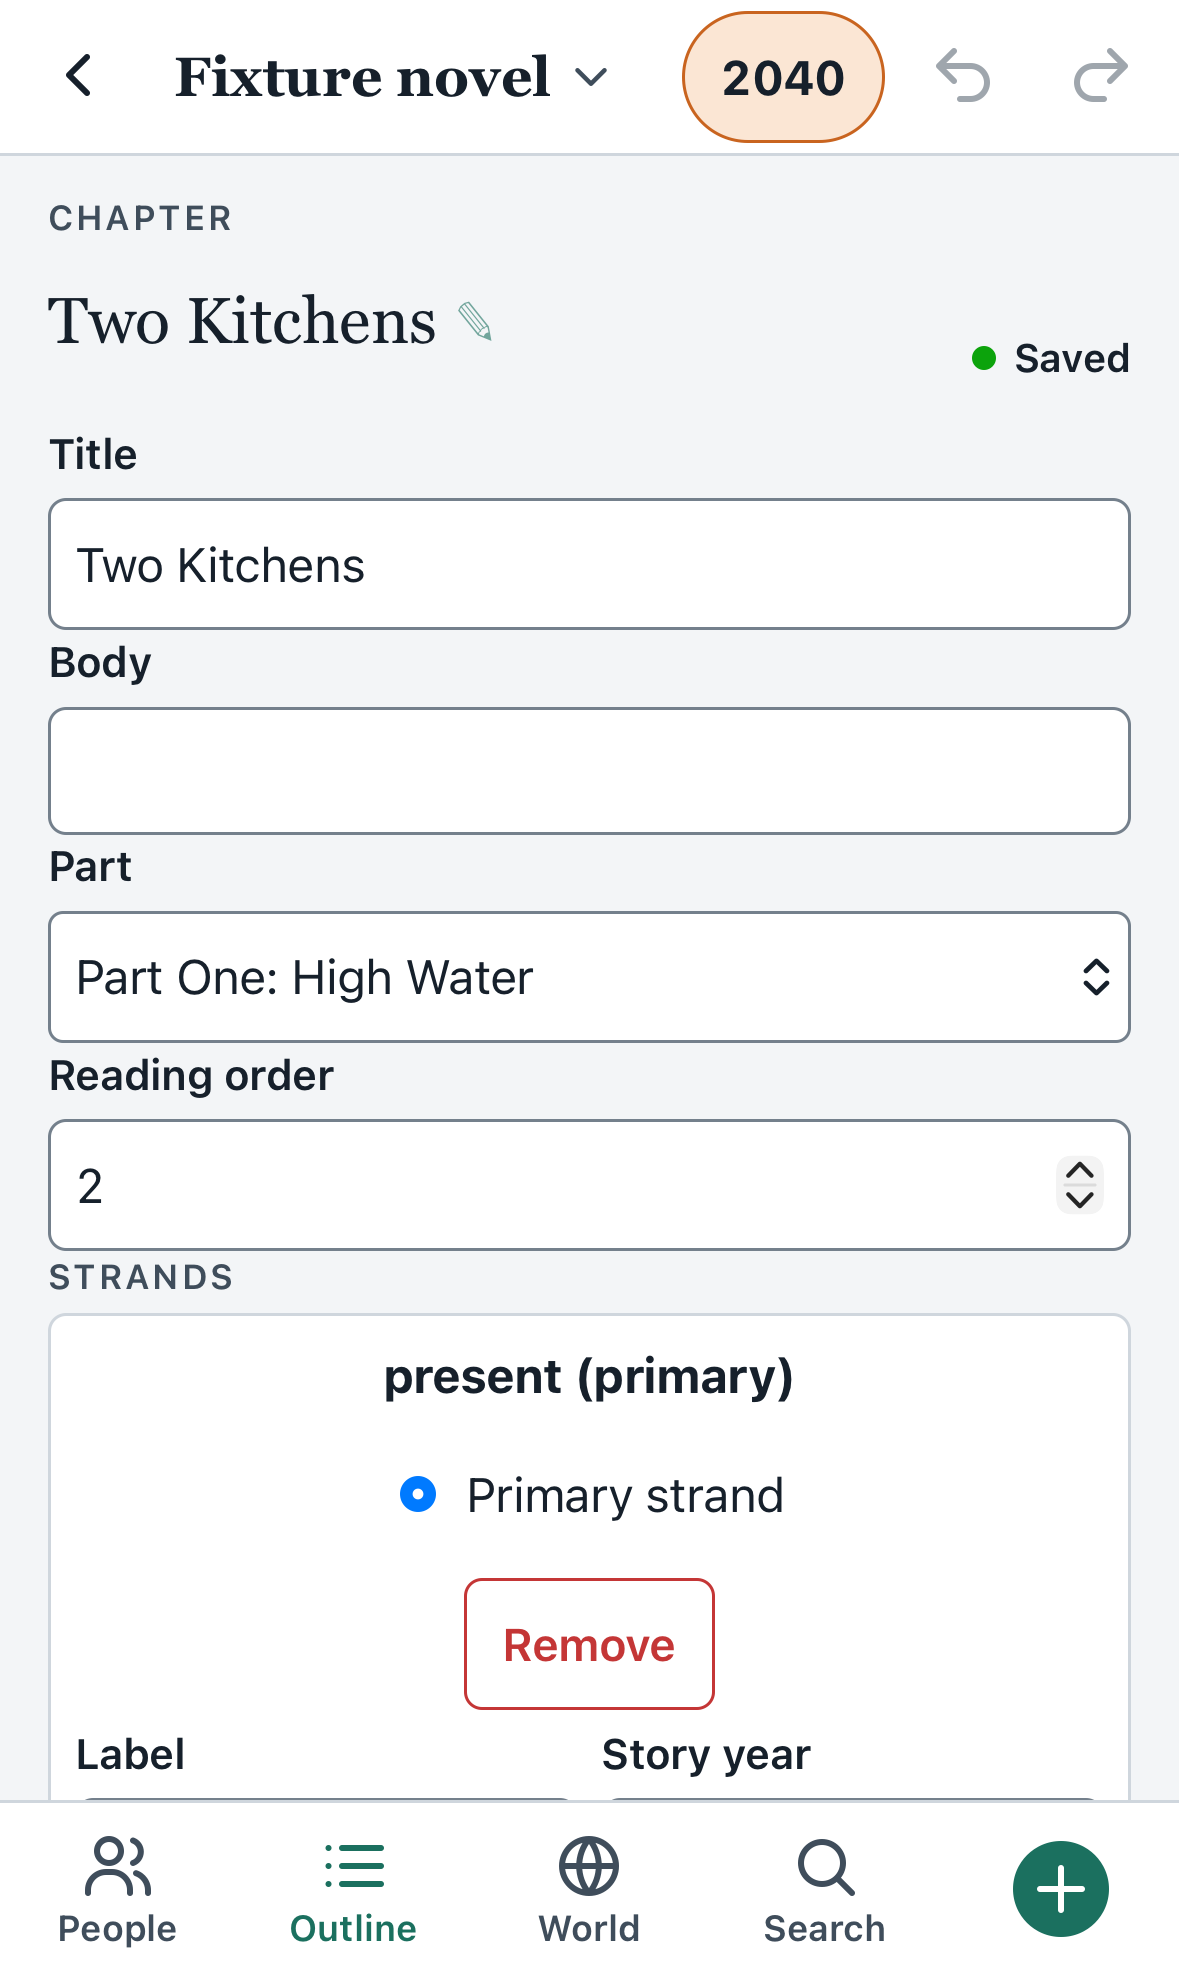 Fixture novel
2040
CHAPTER
Two Kitchens
Saved
Title
Two Kitchens
Body
Part
Part One: High Water
Reading order
2
STRANDS
present (primary)
Primary strand
Remove
Label Story year
People Outline World Search